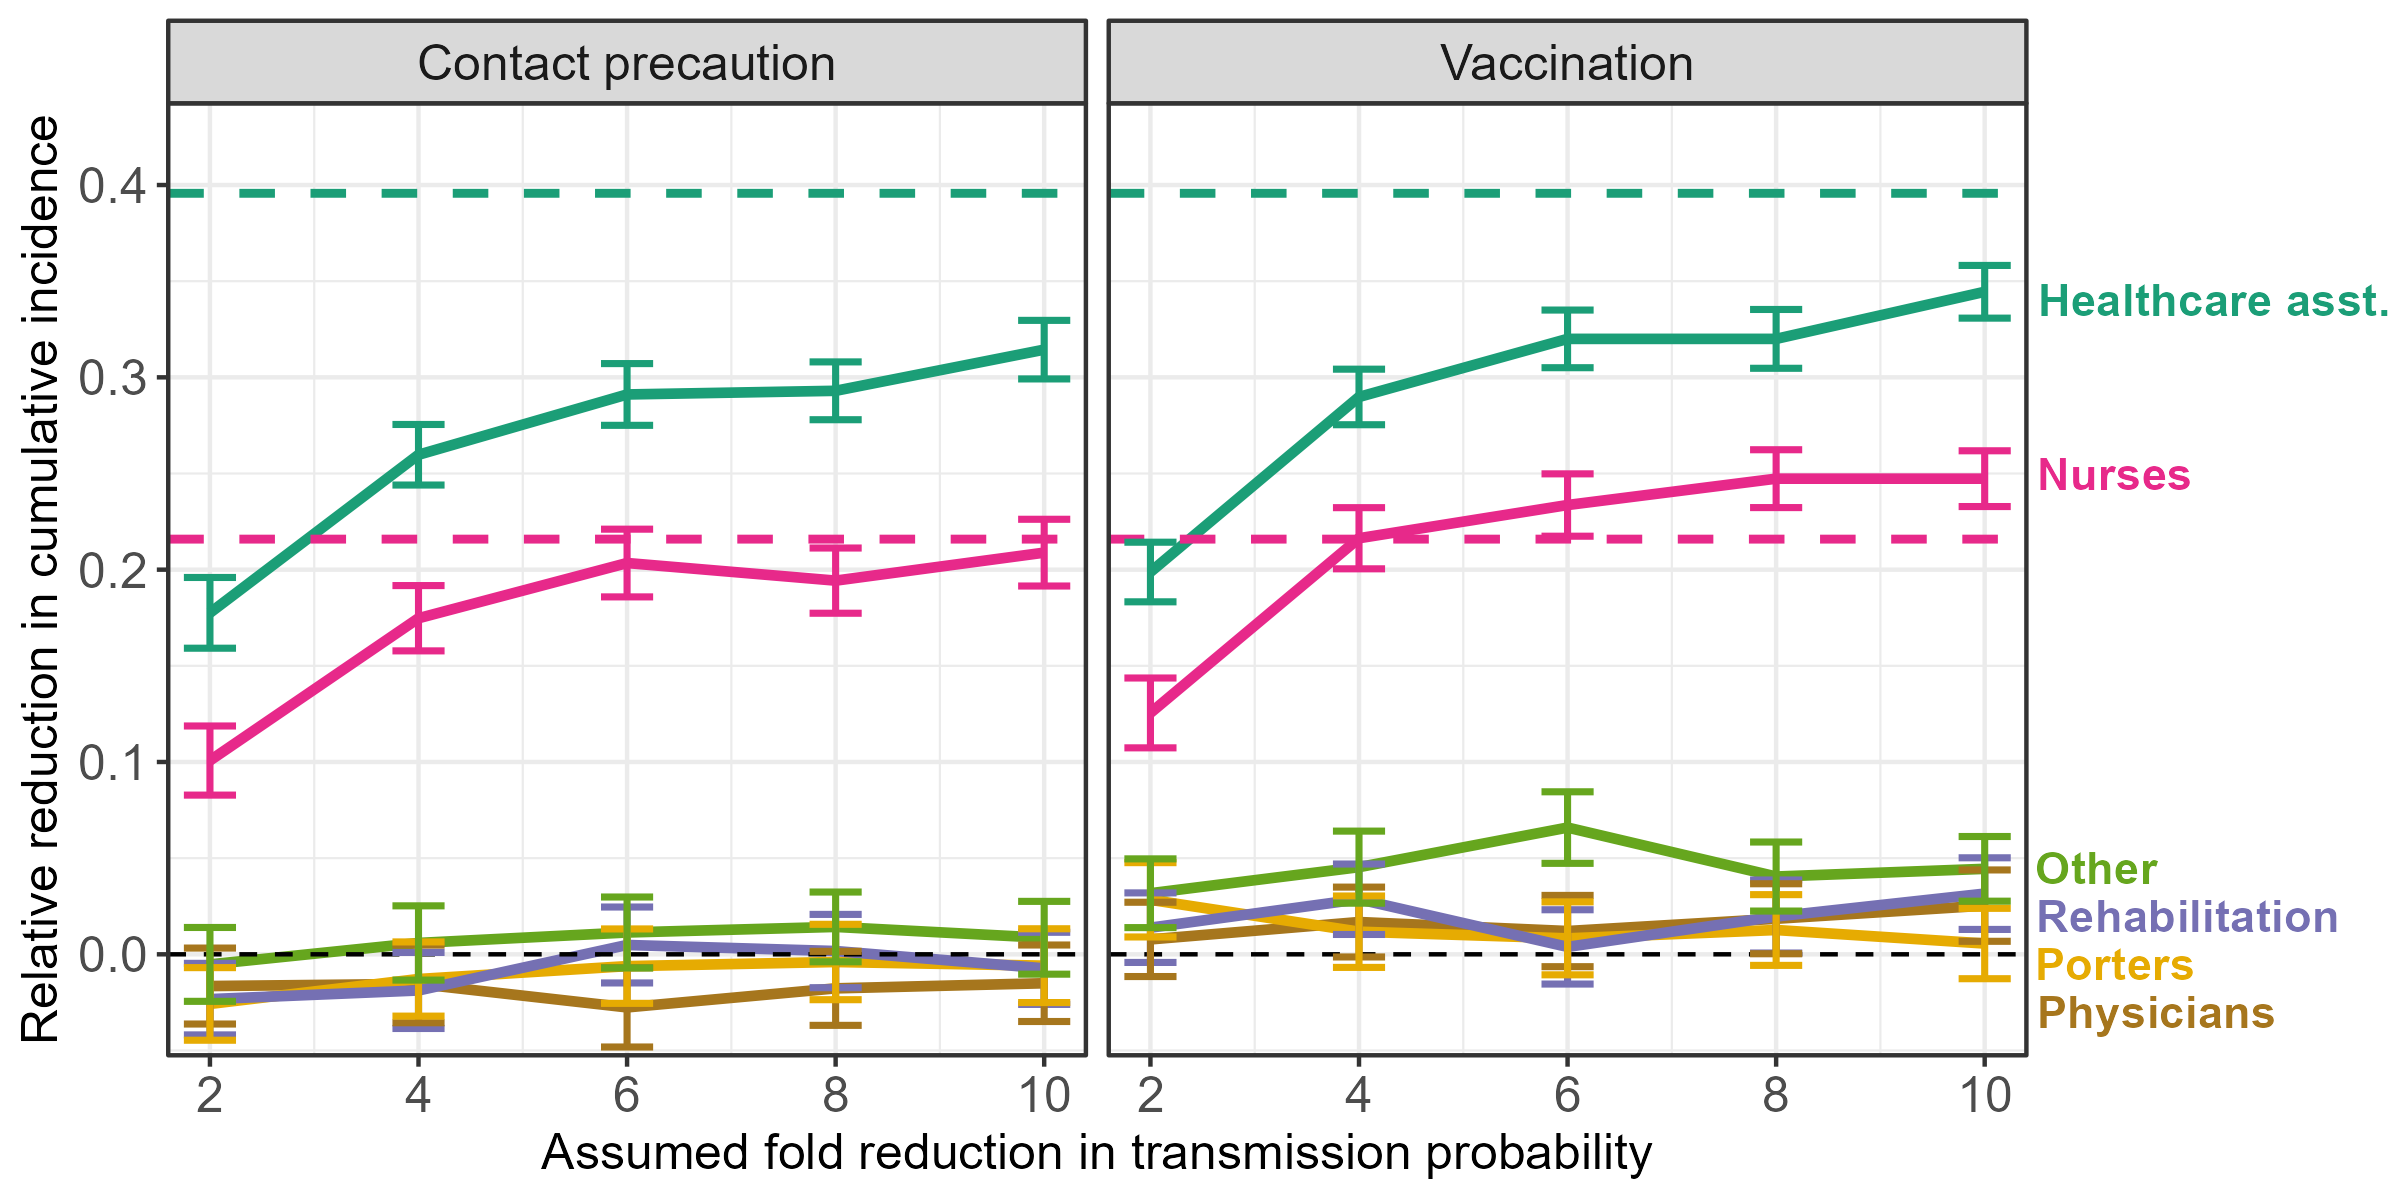 Contact precaution
Vaccination
Relative reduction in cumulative incidence
0.4
0.3
0.2
0.1
0.0
Healthcare asst.
Nurses
Other
Rehabilitation
Porters
Physicians
2 4 6 8 10
2 4 6 8 10
Assumed fold reduction in transmission probability